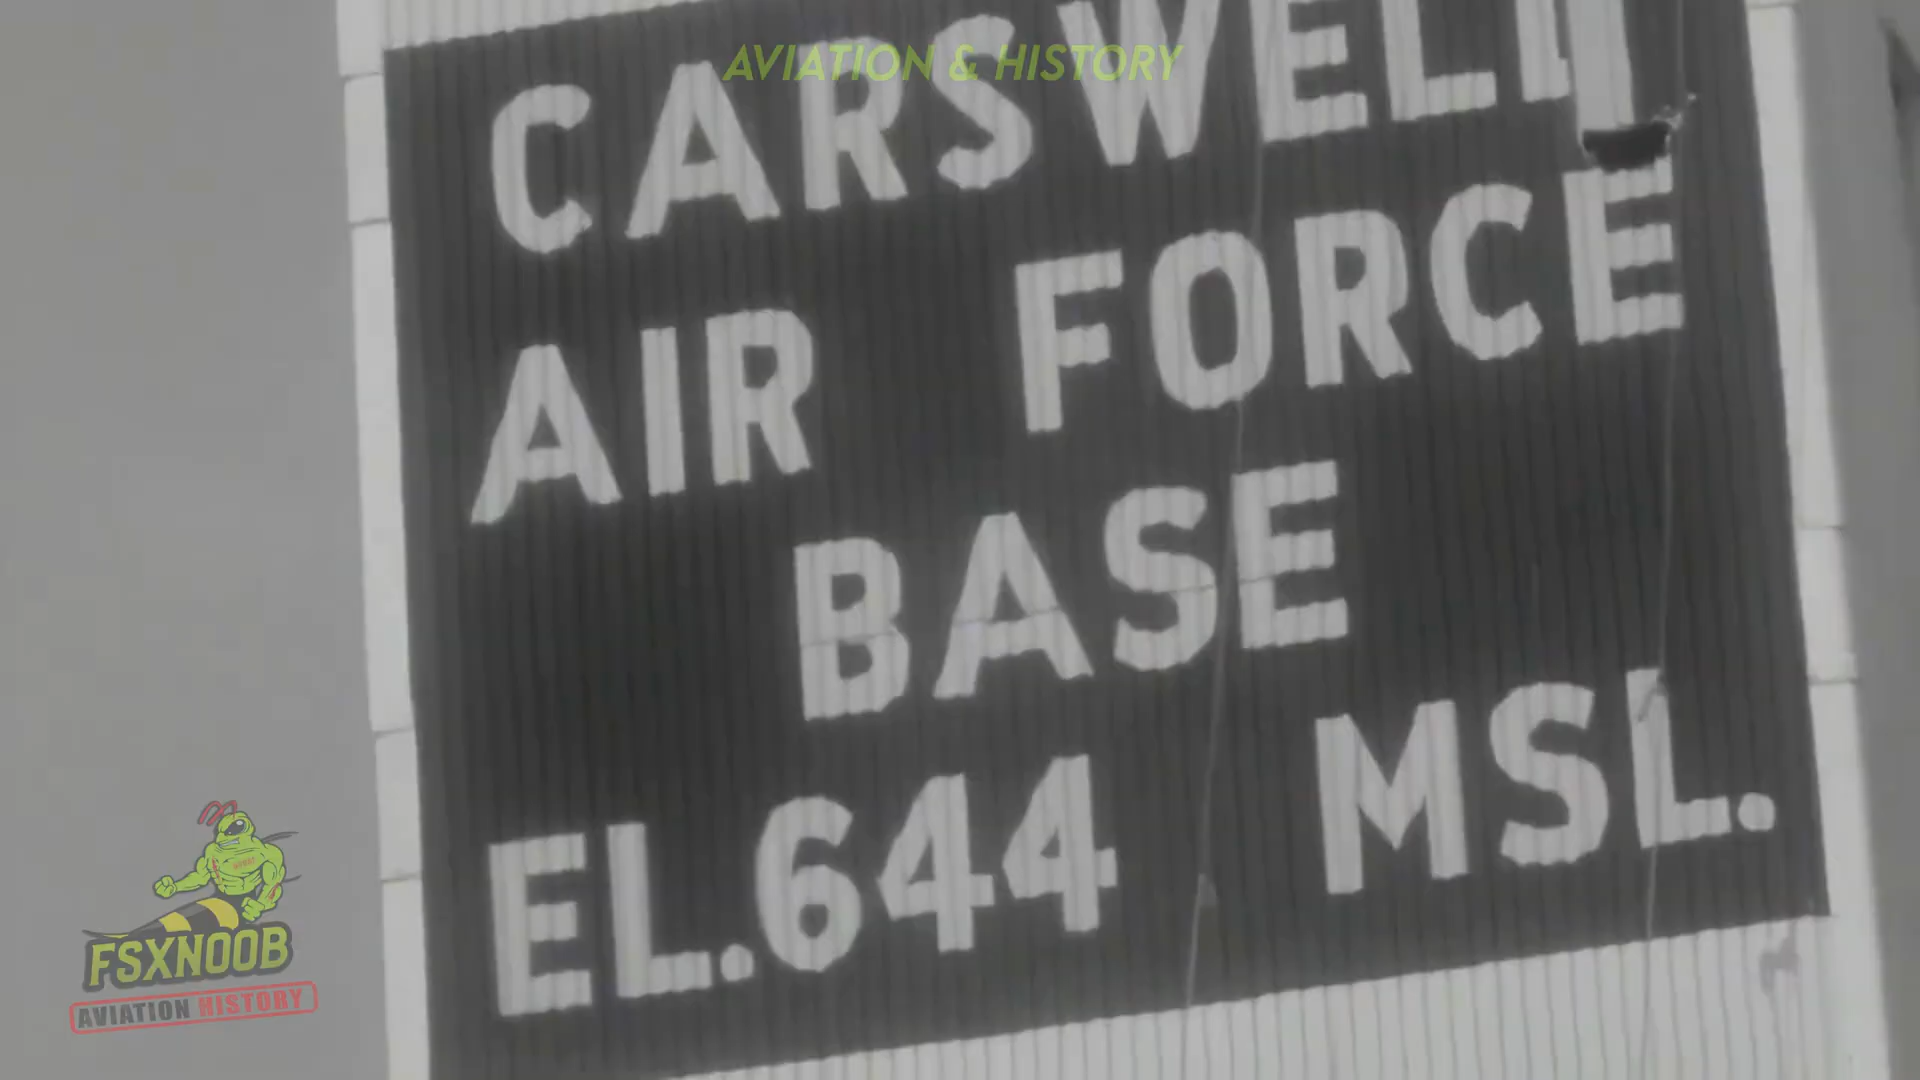 AVIATION & HISTORY
CARSWELL
AIR FORCE
BASE
EL.644 MSL.
FSXNOOB
AVIATION HISTORY